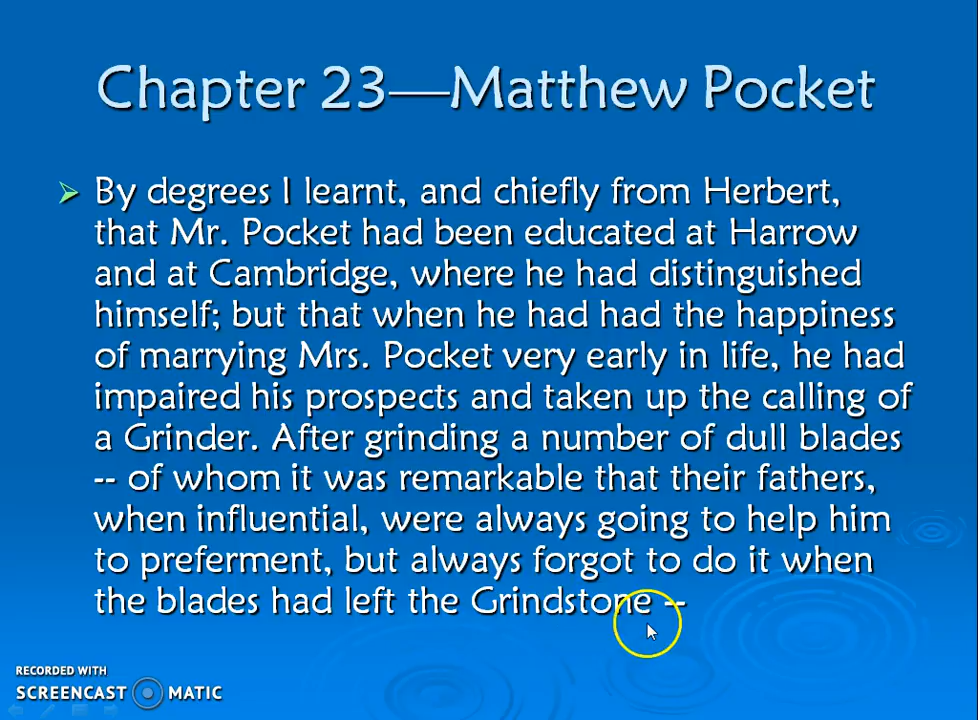 Chapter 23—Matthew Pocket
By degrees I learnt, and chiefly from Herbert,
that Mr. Pocket had been educated at Harrow
and at Cambridge, where he had distinguished
himself; but that when he had had the happiness
of marrying Mrs. Pocket very early in life, he had
impaired his prospects and taken up the calling of
a Grinder. After grinding a number of dull blades
-- of whom it was remarkable that their fathers,
when influential, were always going to help him
to preferment, but always forgot to do it when
the blades had left the Grindstone --
RECORDED WITH
SCREENCAST MATIC